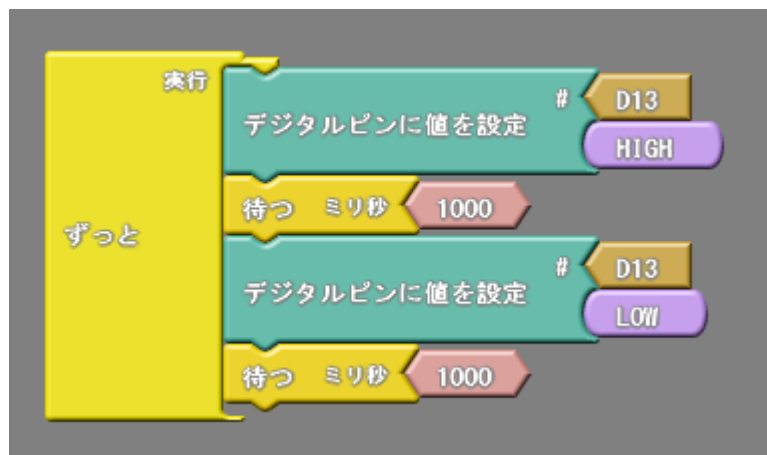 実行
デジタルピンに値を設定 # D13
HIGH
待つ ミリ秒 1000
ずっと
デジタルピンに値を設定 # D13
LOW
待つ ミリ秒 1000